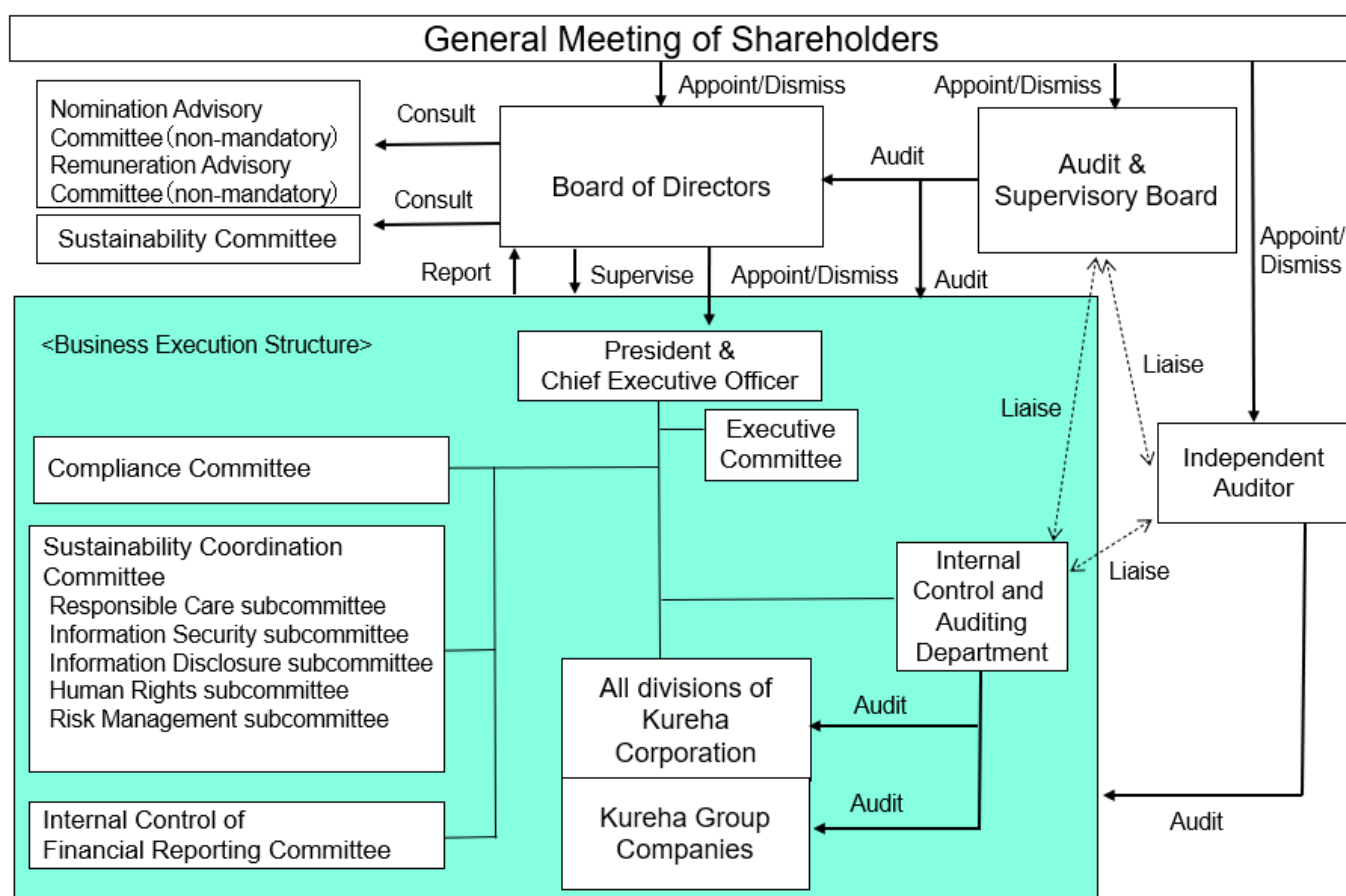 General Meeting of Shareholders
Appoint/Dismiss
Appoint/Dismiss
Nomination Advisory
Committee(non-mandatory)
Remuneration Advisory
Committee(non-mandatory)
Consult
Board of Directors
Audit
Audit &
Supervisory Board
Consult
Sustainability Committee
Appoint/
Dismiss
Report
Supervise
Appoint/Dismiss
Audit
<Business Execution Structure>
President &
Chief Executive Officer
Liaise
Liaise
Executive
Committee
Compliance Committee
Independent
Auditor
Sustainability Coordination
Committee
Responsible Care subcommittee
Information Security subcommittee
Information Disclosure subcommittee
Human Rights subcommittee
Risk Management subcommittee
Internal
Control and
Auditing
Department
Liaise
All divisions of
Kureha
Corporation
Audit
Kureha Group
Companies
Audit
Audit
Internal Control of
Financial Reporting Committee